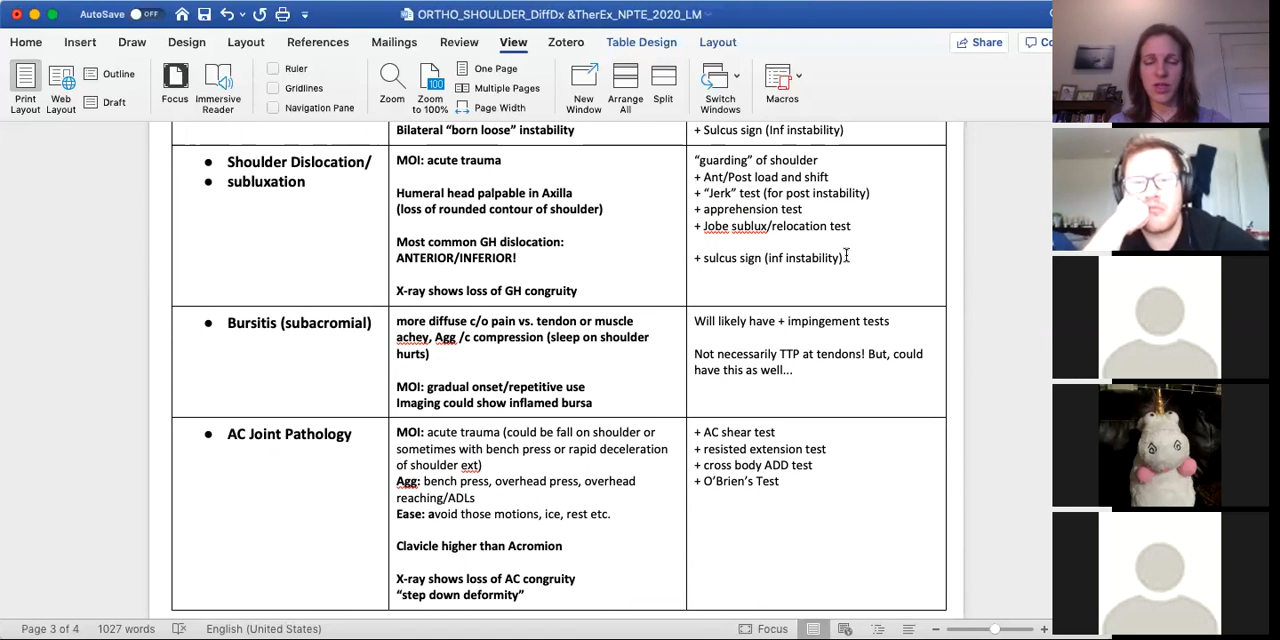 AutoSave OFF
ORTHO_SHOULDER_DiffDx &TherEx_NPTE_2020_LM
Home Insert Draw Design Layout References Mailings Review View Zotero Table Design Layout Share Co
Print Layout
Web Layout
Outline
Draft
Focus
Immersive Reader
Ruler
Gridlines
Navigation Pane
Zoom
Zoom to 100%
100
One Page
Multiple Pages
Page Width
New Window
Arrange All
Split
Switch Windows
Macros
Bilateral “born loose” instability
+ Sulcus sign (Inf instability)
● Shoulder Dislocation/
● subluxation
MOI: acute trauma
Humeral head palpable in Axilla
(loss of rounded contour of shoulder)
Most common GH dislocation:
ANTERIOR/INFERIOR!
X-ray shows loss of GH congruity
“guarding” of shoulder
+ Ant/Post load and shift
+ “Jerk” test (for post instability)
+ apprehension test
+ Jobe sublux/relocation test
+ sulcus sign (inf instability)
● Bursitis (subacromial)
more diffuse c/o pain vs. tendon or muscle
achey, Agg /c compression (sleep on shoulder
hurts)
MOI: gradual onset/repetitive use
Imaging could show inflamed bursa
Will likely have + impingement tests
Not necessarily TTP at tendons! But, could
have this as well...
● AC Joint Pathology
MOI: acute trauma (could be fall on shoulder or
sometimes with bench press or rapid deceleration
of shoulder ext)
Agg: bench press, overhead press, overhead
reaching/ADLs
Ease: avoid those motions, ice, rest etc.
Clavicle higher than Acromion
X-ray shows loss of AC congruity
“step down deformity”
+ AC shear test
+ resisted extension test
+ cross body ADD test
+ O’Brien’s Test
Page 3 of 4 1027 words English (United States) Focus